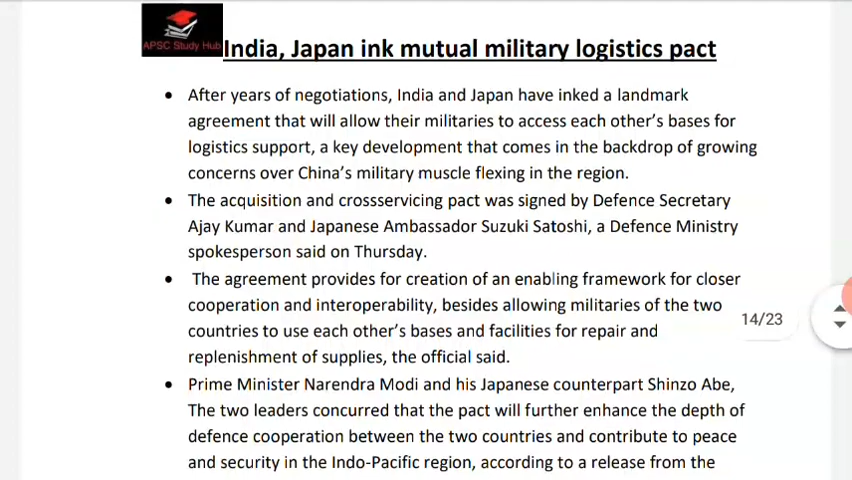 APSC Study Hub
India, Japan ink mutual military logistics pact
• After years of negotiations, India and Japan have inked a landmark
agreement that will allow their militaries to access each other's bases for
logistics support, a key development that comes in the backdrop of growing
concerns over China's military muscle flexing in the region.
• The acquisition and crossservicing pact was signed by Defence Secretary
Ajay Kumar and Japanese Ambassador Suzuki Satoshi, a Defence Ministry
spokesperson said on Thursday.
• The agreement provides for creation of an enabling framework for closer
cooperation and interoperability, besides allowing militaries of the two
countries to use each other's bases and facilities for repair and
replenishment of supplies, the official said.
14/23
• Prime Minister Narendra Modi and his Japanese counterpart Shinzo Abe,
The two leaders concurred that the pact will further enhance the depth of
defence cooperation between the two countries and contribute to peace
and security in the Indo-Pacific region, according to a release from the